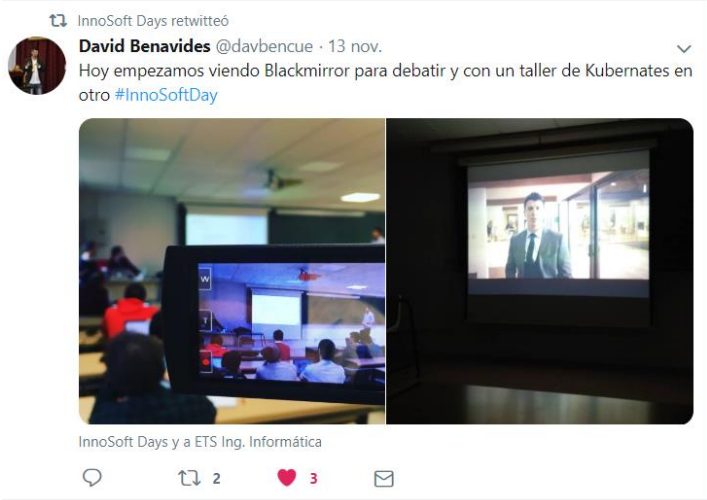 InnoSoft Days retwitteó
David Benavides @davbencue · 13 nov.
Hoy empezamos viendo Blackmirror para debatir y con un taller de Kubernates en
otro #InnoSoftDay
W
T
InnoSoft Days y a ETS Ing. Informática
2 3